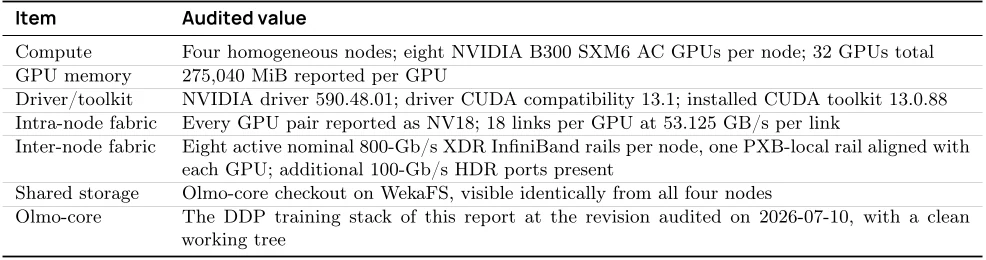 Item Audited value
Compute Four homogeneous nodes; eight NVIDIA B300 SXM6 AC GPUs per node; 32 GPUs total
GPU memory 275,040 MiB reported per GPU
Driver/toolkit NVIDIA driver 590.48.01; driver CUDA compatibility 13.1; installed CUDA toolkit 13.0.88
Intra-node fabric Every GPU pair reported as NV18; 18 links per GPU at 53.125 GB/s per link
Inter-node fabric Eight active nominal 800-Gb/s XDR InfiniBand rails per node, one PXB-local rail aligned with
each GPU; additional 100-Gb/s HDR ports present
Shared storage Olmo-core checkout on WekaFS, visible identically from all four nodes
Olmo-core The DDP training stack of this report at the revision audited on 2026-07-10, with a clean
working tree